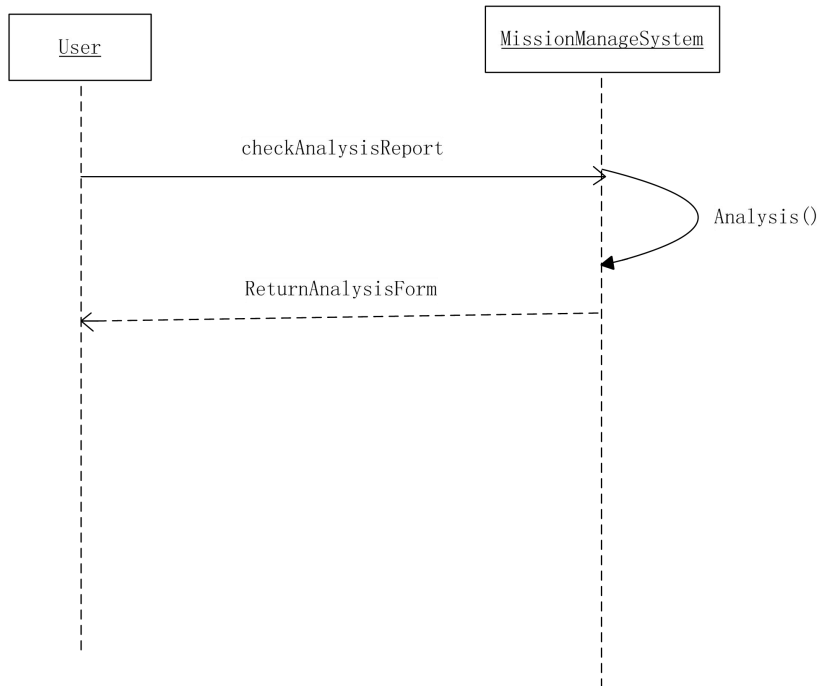 User
MissionManageSystem
checkAnalysisReport
Analysis()
ReturnAnalysisForm